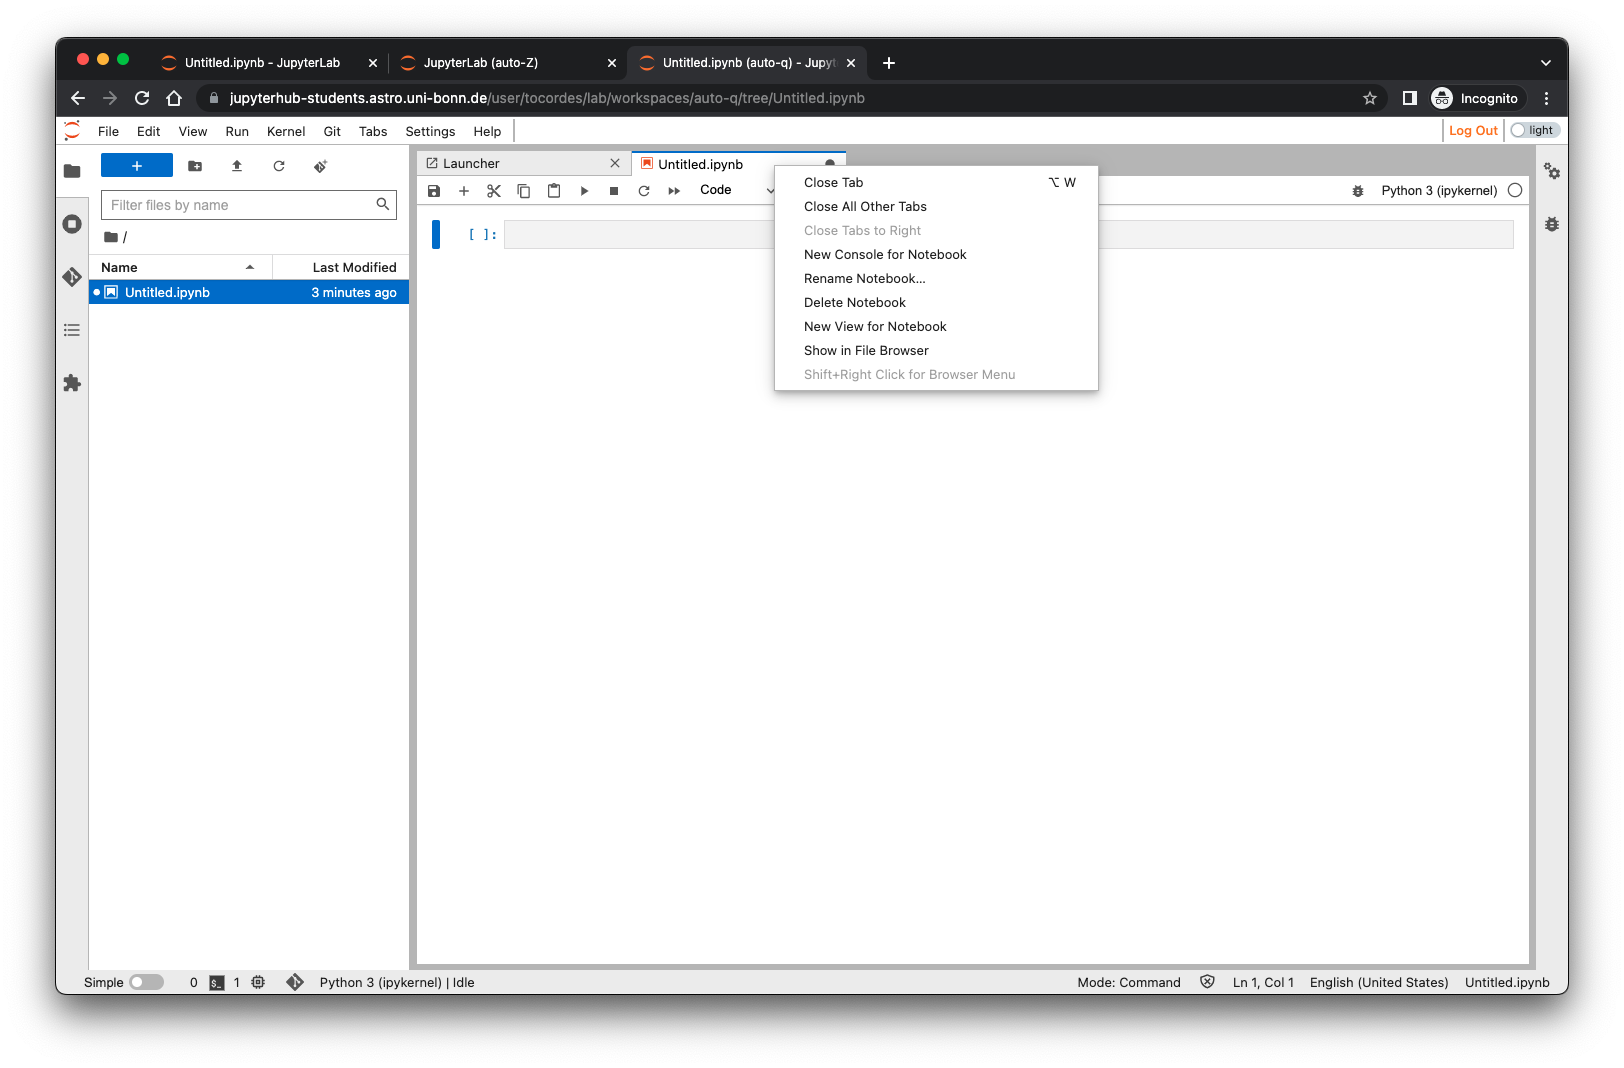 Untitled.ipynb - JupyterLab
JupyterLab (auto-Z)
Untitled.ipynb (auto-q) - Jupyt
jupyterhub-students.astro.uni-bonn.de/user/tocordes/lab/workspaces/auto-q/tree/Untitled.ipynb
Incognito
File Edit View Run Kernel Git Tabs Settings Help
Log Out
light
Launcher
Untitled.ipynb
Filter files by name
Code
Python 3 (ipykernel)
/
[ ]:
Name
Last Modified
Untitled.ipynb
3 minutes ago
Close Tab ⌥ W
Close All Other Tabs
Close Tabs to Right
New Console for Notebook
Rename Notebook...
Delete Notebook
New View for Notebook
Show in File Browser
Shift+Right Click for Browser Menu
Simple
0
$_
1
Python 3 (ipykernel) | Idle
Mode: Command
Ln 1, Col 1
English (United States)
Untitled.ipynb